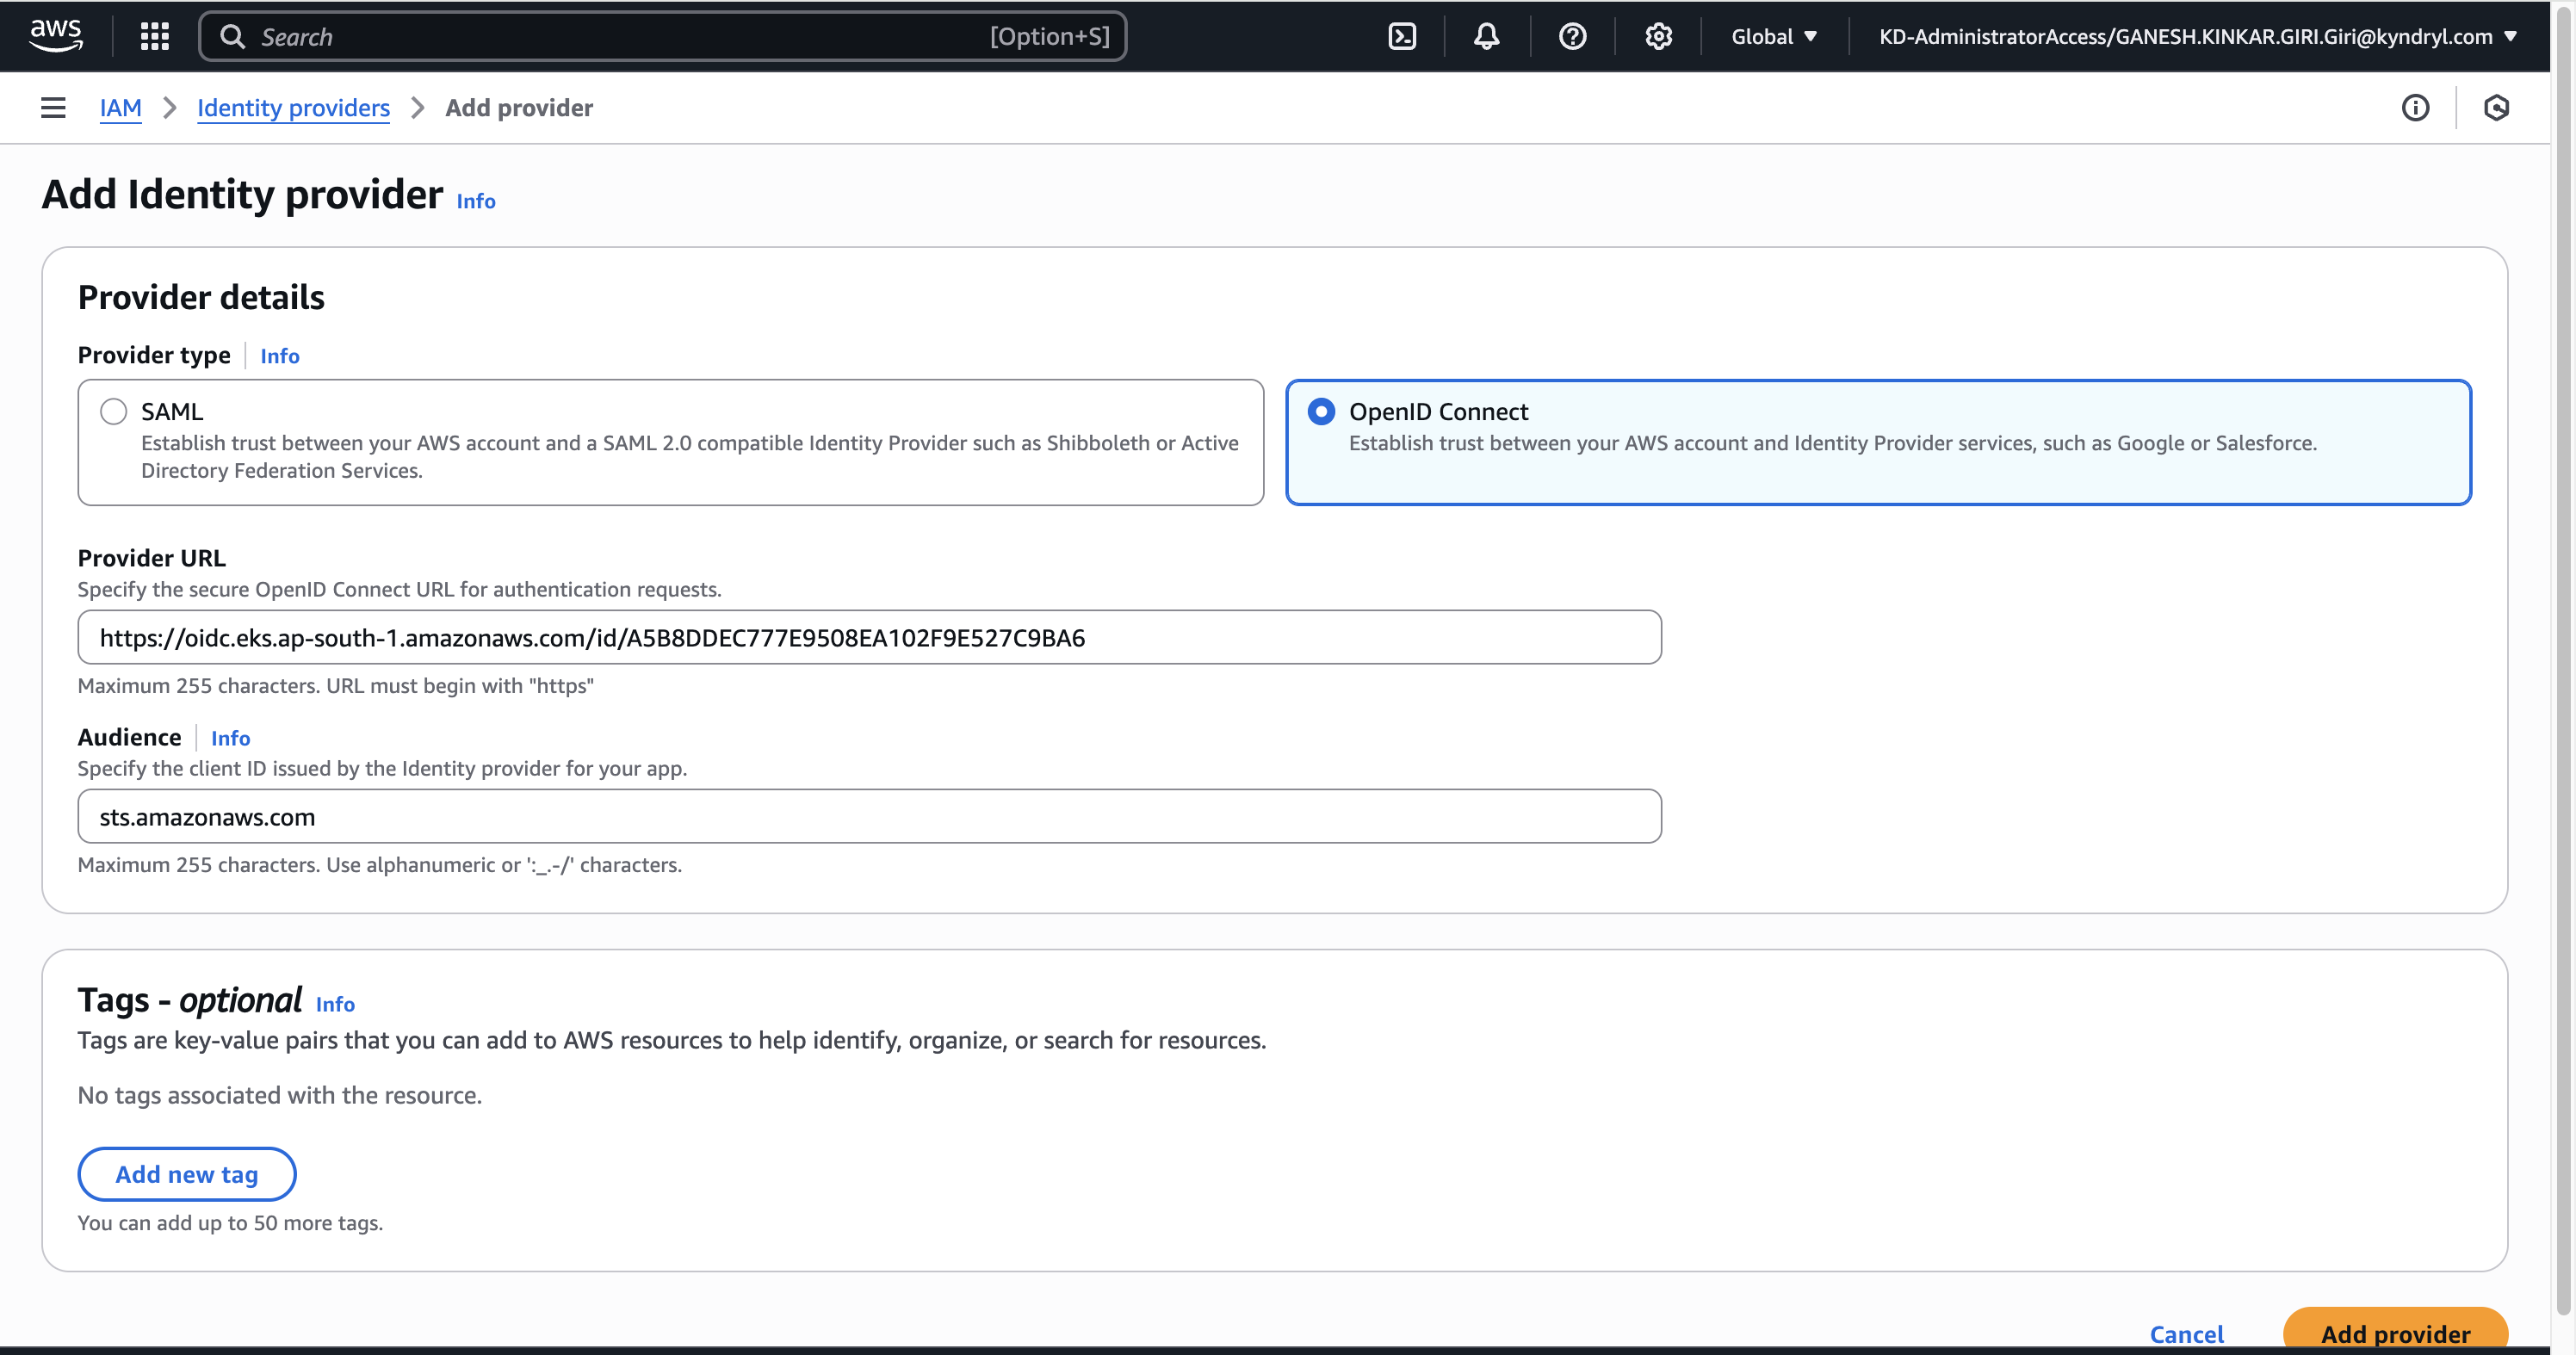 aws
Search
[Option+S]
Global
KD-AdministratorAccess/GANESH.KINKAR.GIRI.Giri@kyndryl.com
IAM
Identity providers
Add provider
Add Identity provider Info
Provider details
Provider type
Info
SAML
Establish trust between your AWS account and a SAML 2.0 compatible Identity Provider such as Shibboleth or Active
Directory Federation Services.
OpenID Connect
Establish trust between your AWS account and Identity Provider services, such as Google or Salesforce.
Provider URL
Specify the secure OpenID Connect URL for authentication requests.
https://oidc.eks.ap-south-1.amazonaws.com/id/A5B8DDEC777E9508EA102F9E527C9BA6
Maximum 255 characters. URL must begin with "https"
Audience
Info
Specify the client ID issued by the Identity provider for your app.
sts.amazonaws.com
Maximum 255 characters. Use alphanumeric or ':_.-/' characters.
Tags - optional Info
Tags are key-value pairs that you can add to AWS resources to help identify, organize, or search for resources.
No tags associated with the resource.
Add new tag
You can add up to 50 more tags.
Cancel
Add provider